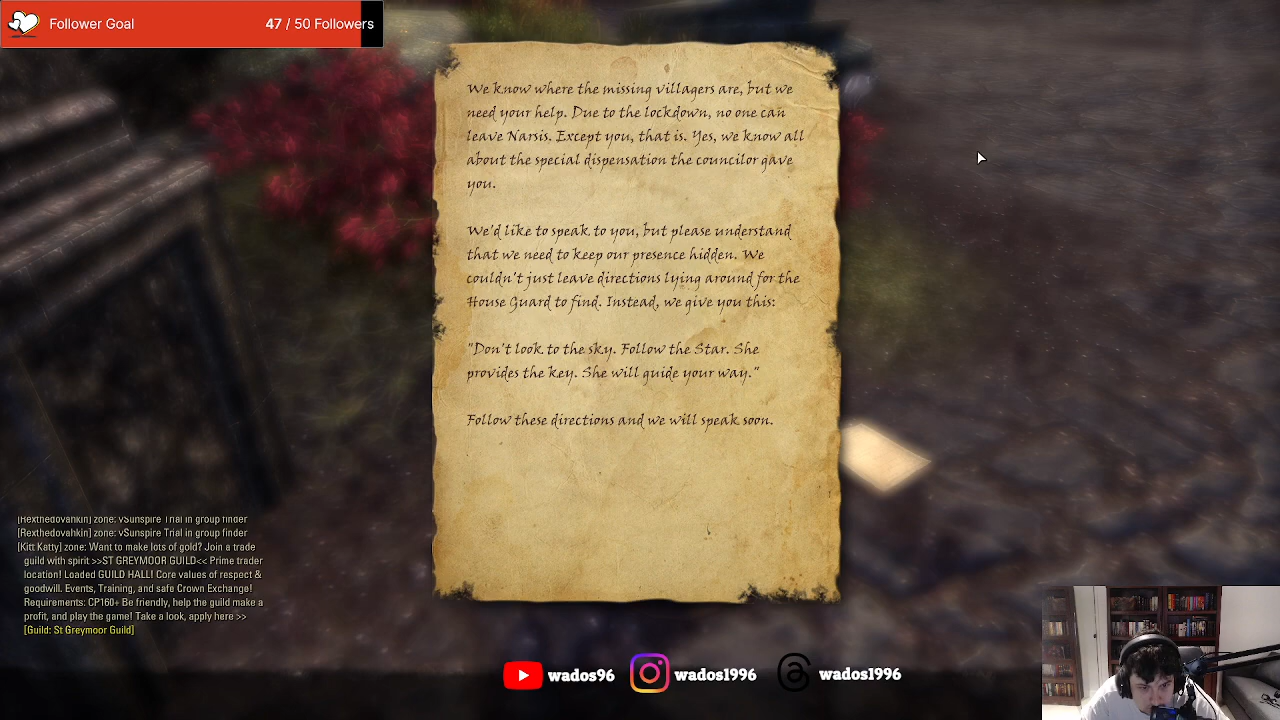 Follower Goal
47 / 50 Followers
We know where the missing villagers are, but we
need your help. Due to the lockdown, no one can
leave Narsis. Except you, that is. Yes, we know all
about the special dispensation the councilor gave
you.
We'd like to speak to you, but please understand
that we need to keep our presence hidden. We
couldn't just leave directions lying around for the
House Guard to find. Instead, we give you this:
"Don't look to the sky. Follow the Star. She
provides the key. She will guide your way."
Follow these directions and we will speak soon.
[Rexthedovahkin] zone: vSunspire Trial in group finder
[Rexthedovahkin] zone: vSunspire Trial in group finder
[Kitt Katty] zone: Want to make lots of gold? Join a trade
guild with spirit >>ST GREYMOOR GUILD<< Prime trader
location! Loaded GUILD HALL! Core values of respect &
goodwill. Events, Training, and safe Crown Exchange!
Requirements: CP160+ Be friendly, help the guild make a
profit, and play the game! Take a look, apply here >>
[Guild: St Greymoor Guild]
wados96
wados1996
wados1996